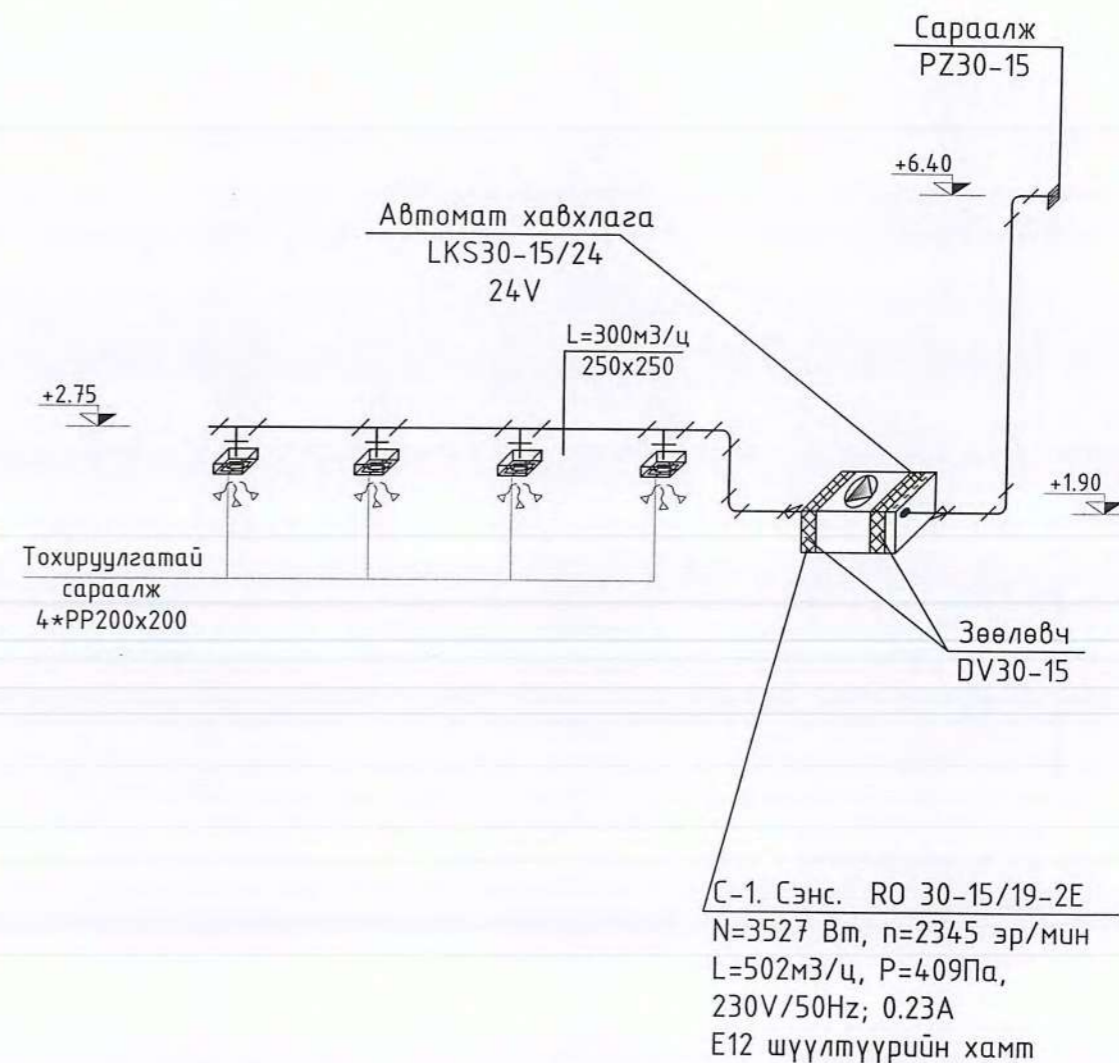 Сараалж
PZ30-15
+6.40
Автомат хавхлага
LKS30-15/24
24V
L=300м3/ц
250x250
+2.75
+1.90
Тохируулгатай
сараалж
4*PP200x200
Зөөлөвч
DV30-15
С-1. Сэнс. RO 30-15/19-2E
N=3527 Вт, n=2345 эр/мин
L=502м3/ц, P=409Па,
230V/50Hz; 0.23A
E12 шүүлтүүрийн хамт